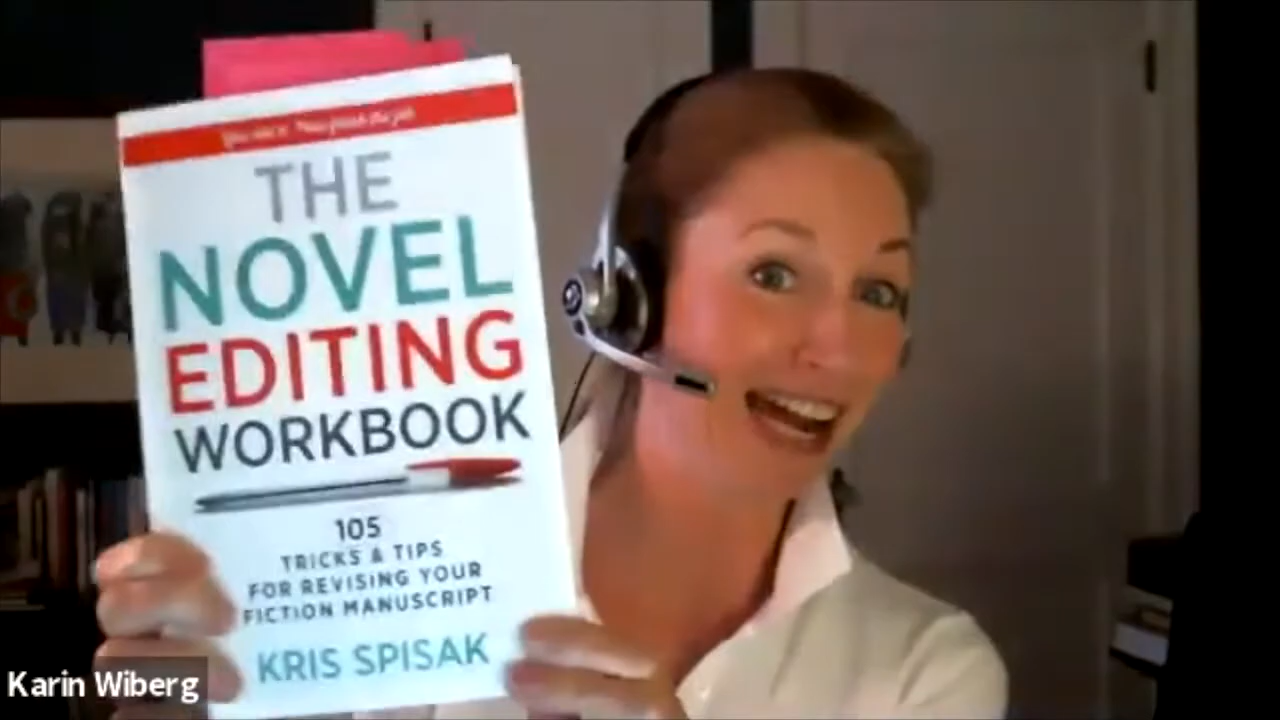 THE
NOVEL
EDITING
WORKBOOK
105
TRICKS & TIPS
FOR REVISING YOUR
FICTION MANUSCRIPT
KRIS SPISAK
Karin Wiberg